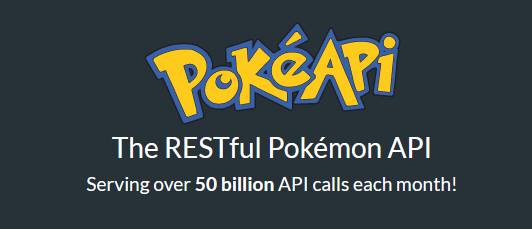 PokéAPi
The RESTful Pokémon API
Serving over 50 billion API calls each month!